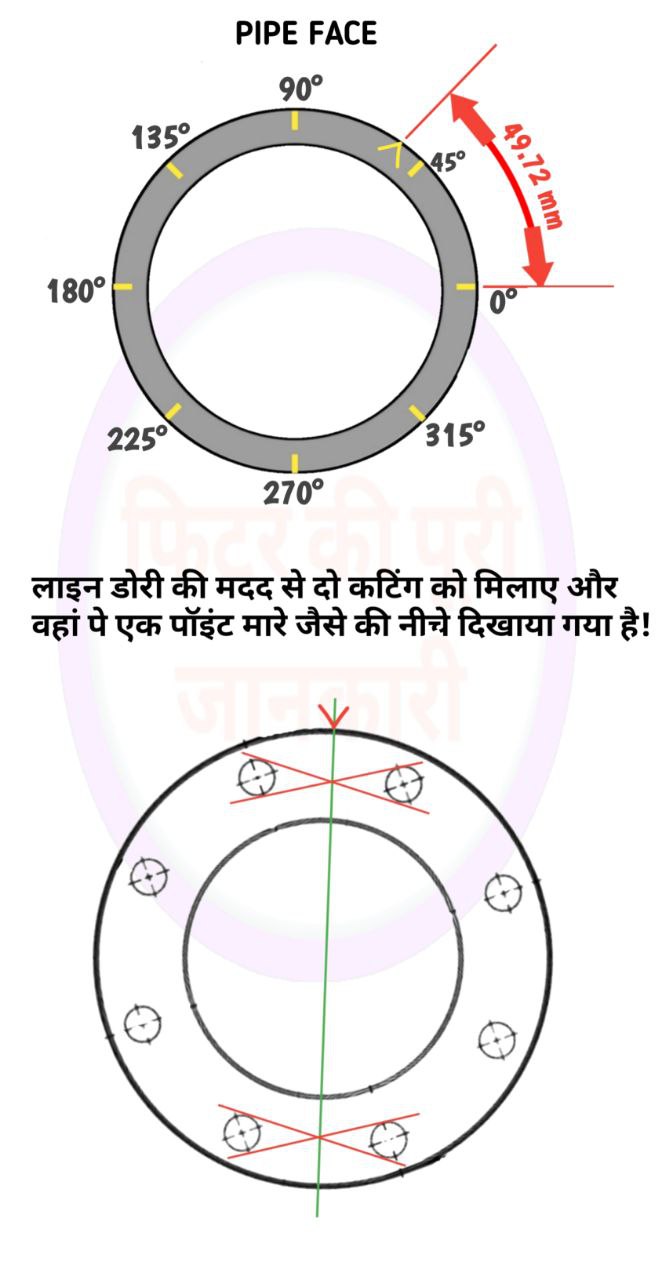 PIPE FACE
90°
135°
45°
49.72 mm
180°
0°
225°
315°
270°
फिटर की पूरी
लाइन डोरी की मदद से दो कटिंग को मिलाए और
वहां पे एक पॉइंट मारे जैसे की नीचे दिखाया गया है!
जानकारी